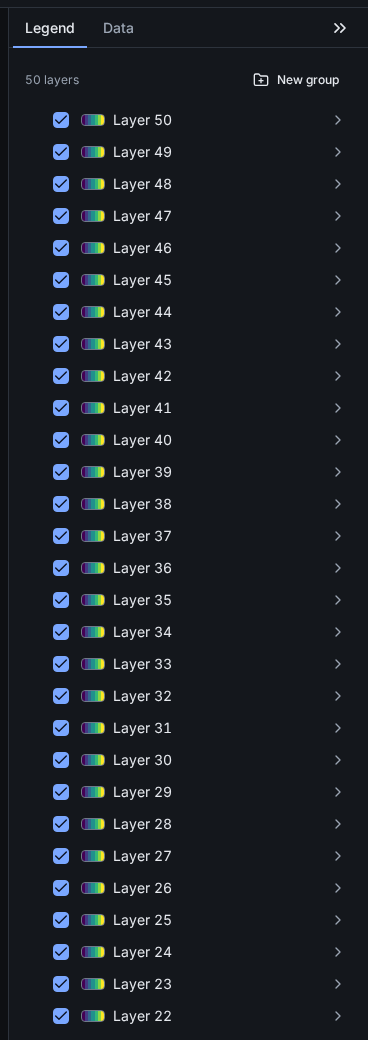 Legend Data
50 layers New group
Layer 50
Layer 49
Layer 48
Layer 47
Layer 46
Layer 45
Layer 44
Layer 43
Layer 42
Layer 41
Layer 40
Layer 39
Layer 38
Layer 37
Layer 36
Layer 35
Layer 34
Layer 33
Layer 32
Layer 31
Layer 30
Layer 29
Layer 28
Layer 27
Layer 26
Layer 25
Layer 24
Layer 23
Layer 22